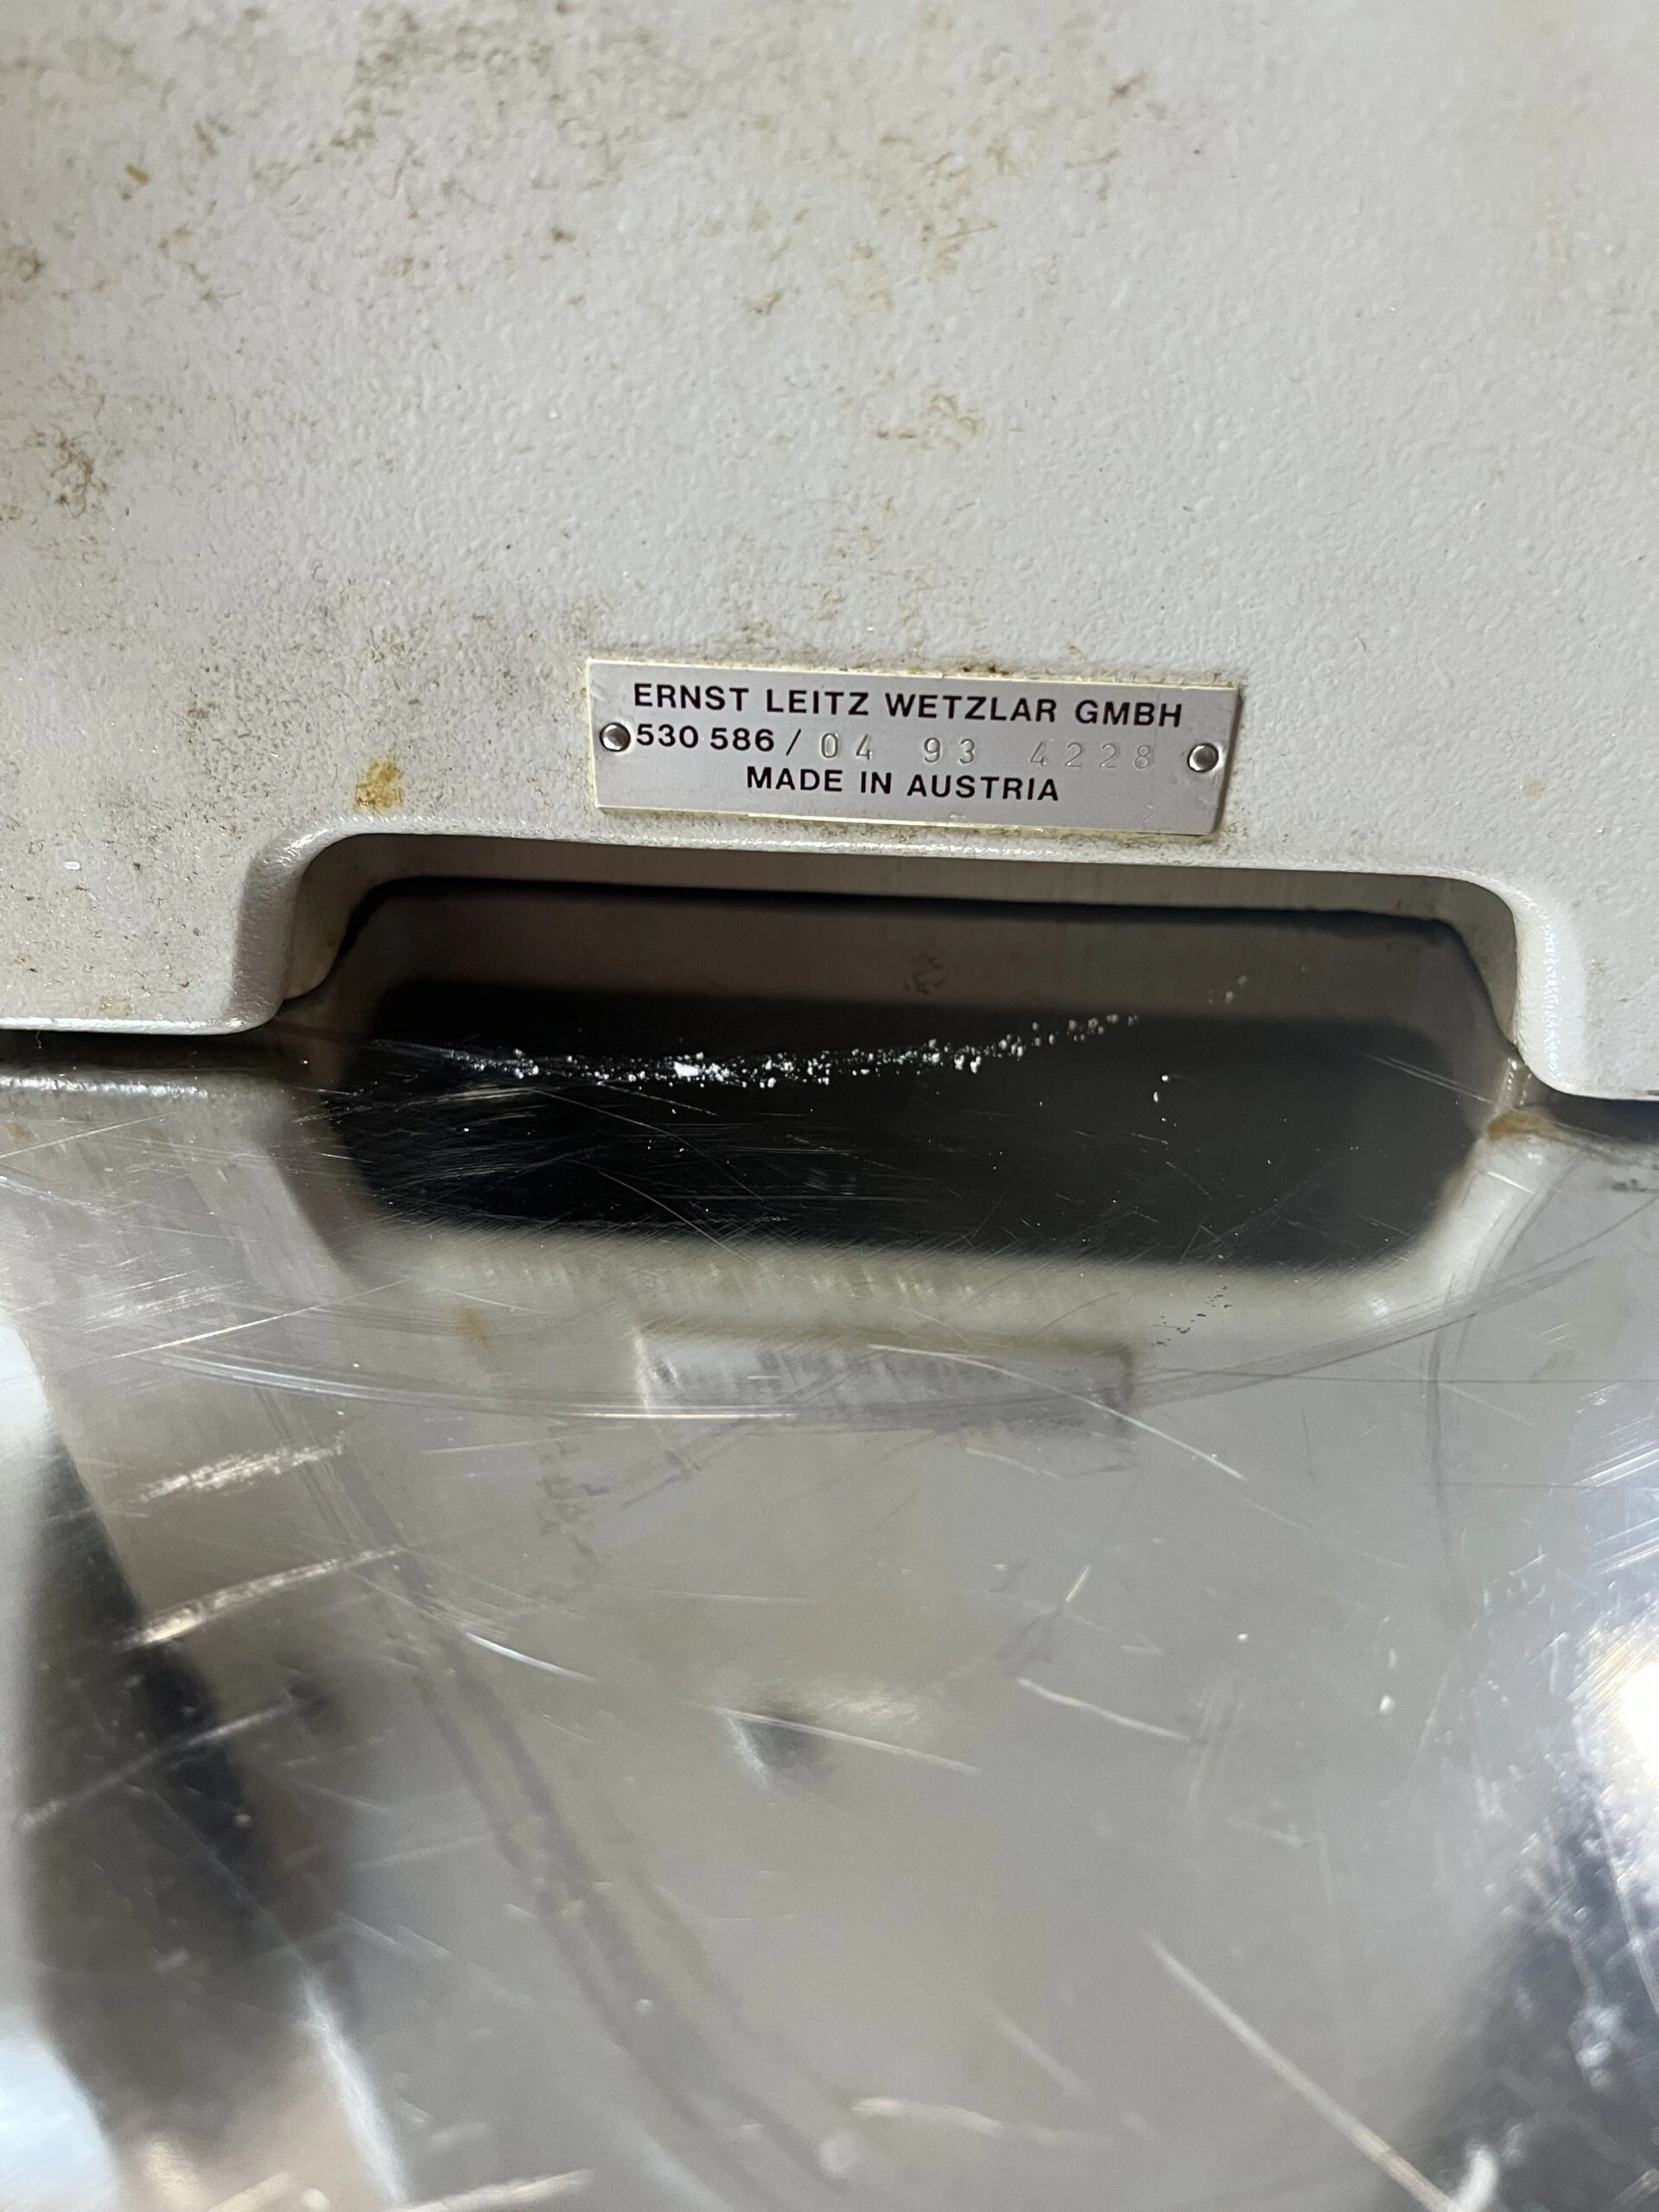 ERNST LEITZ WETZLAR GMBH
530 586 / 04 93 4228
MADE IN AUSTRIA